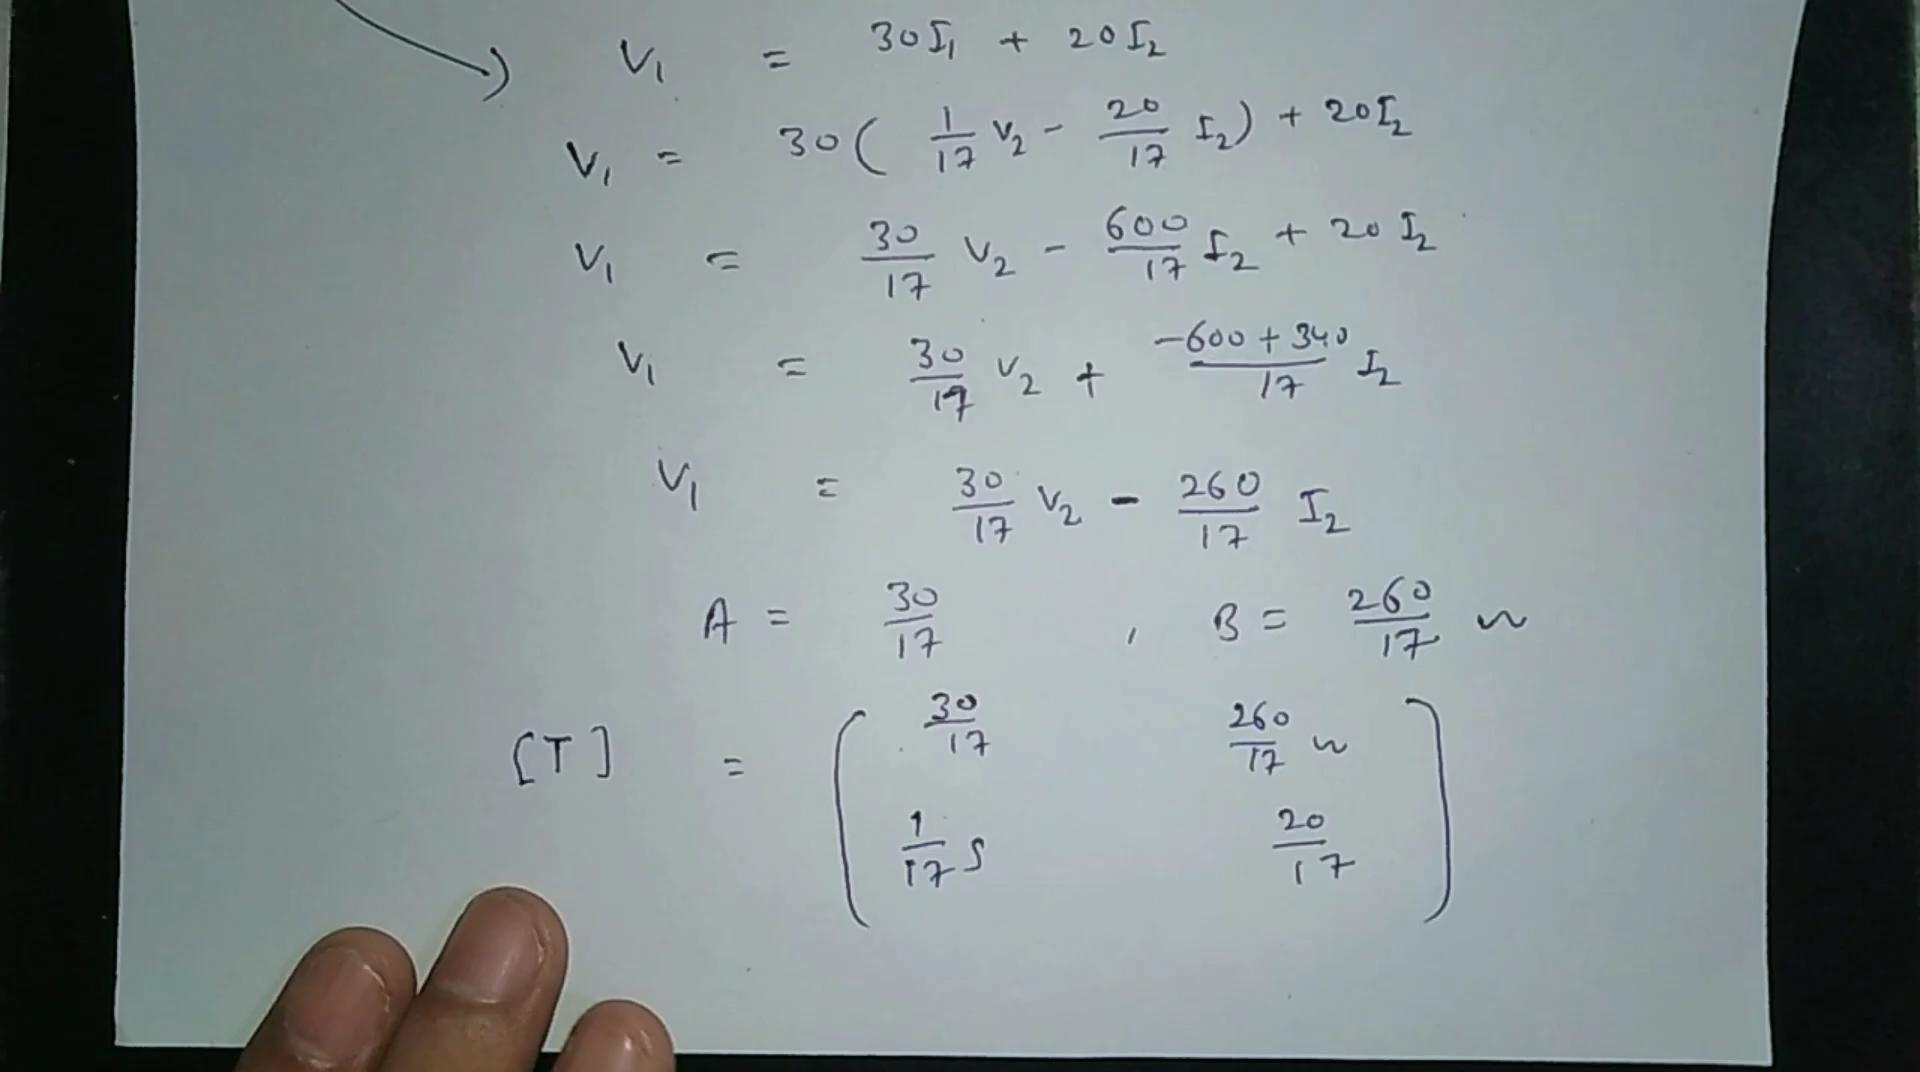 V₁ = 30I₁ + 20I₂
V₁ = 30( 1/17 V₂ - 20/17 I₂) + 20I₂
V₁ = 30/17 V₂ - 600/17 I₂ + 20 I₂
V₁ = 30/17 V₂ + -600 + 340/17 I₂
V₁ = 30/17 V₂ - 260/17 I₂
A = 30/17 , B = 260/17 ᘯ
[T] = ( 30/17 260/17 ᘯ
1/17 S 20/17 )